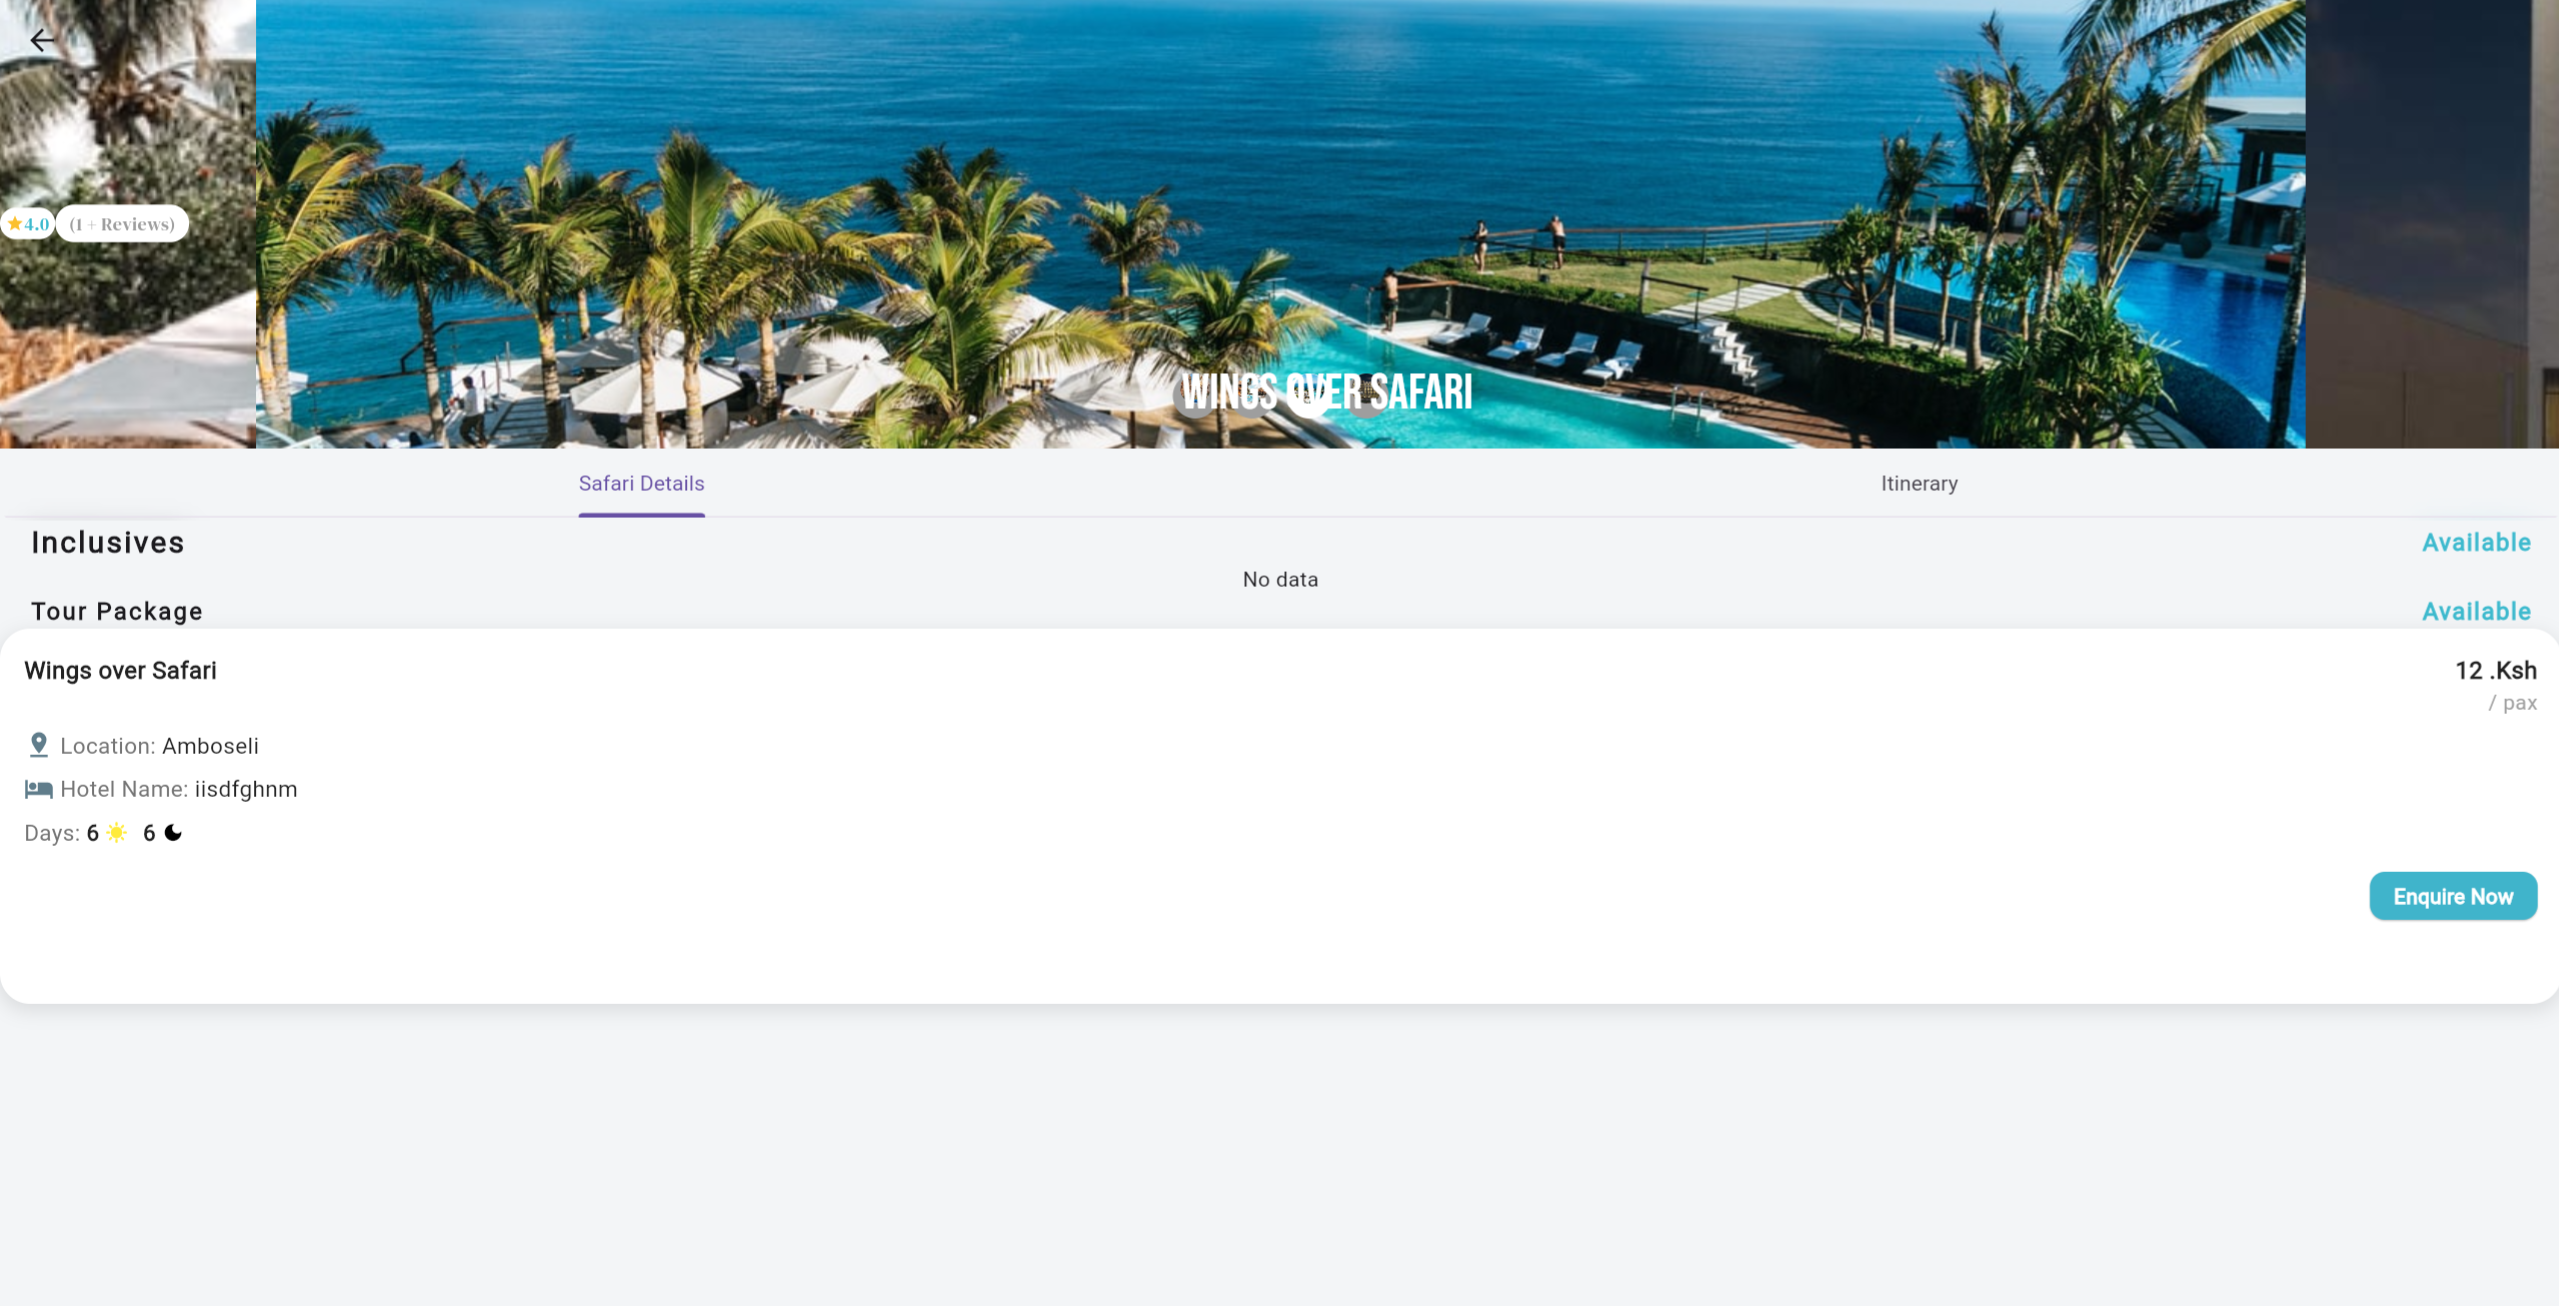 4.0 (1 + Reviews)
WINGS OVER SAFARI
Safari Details Itinerary
Inclusives Available
No data
Tour Package Available
Wings over Safari 12 .Ksh
/ pax
Location: Amboseli
Hotel Name: iisdfghnm
Days: 6 6
Enquire Now